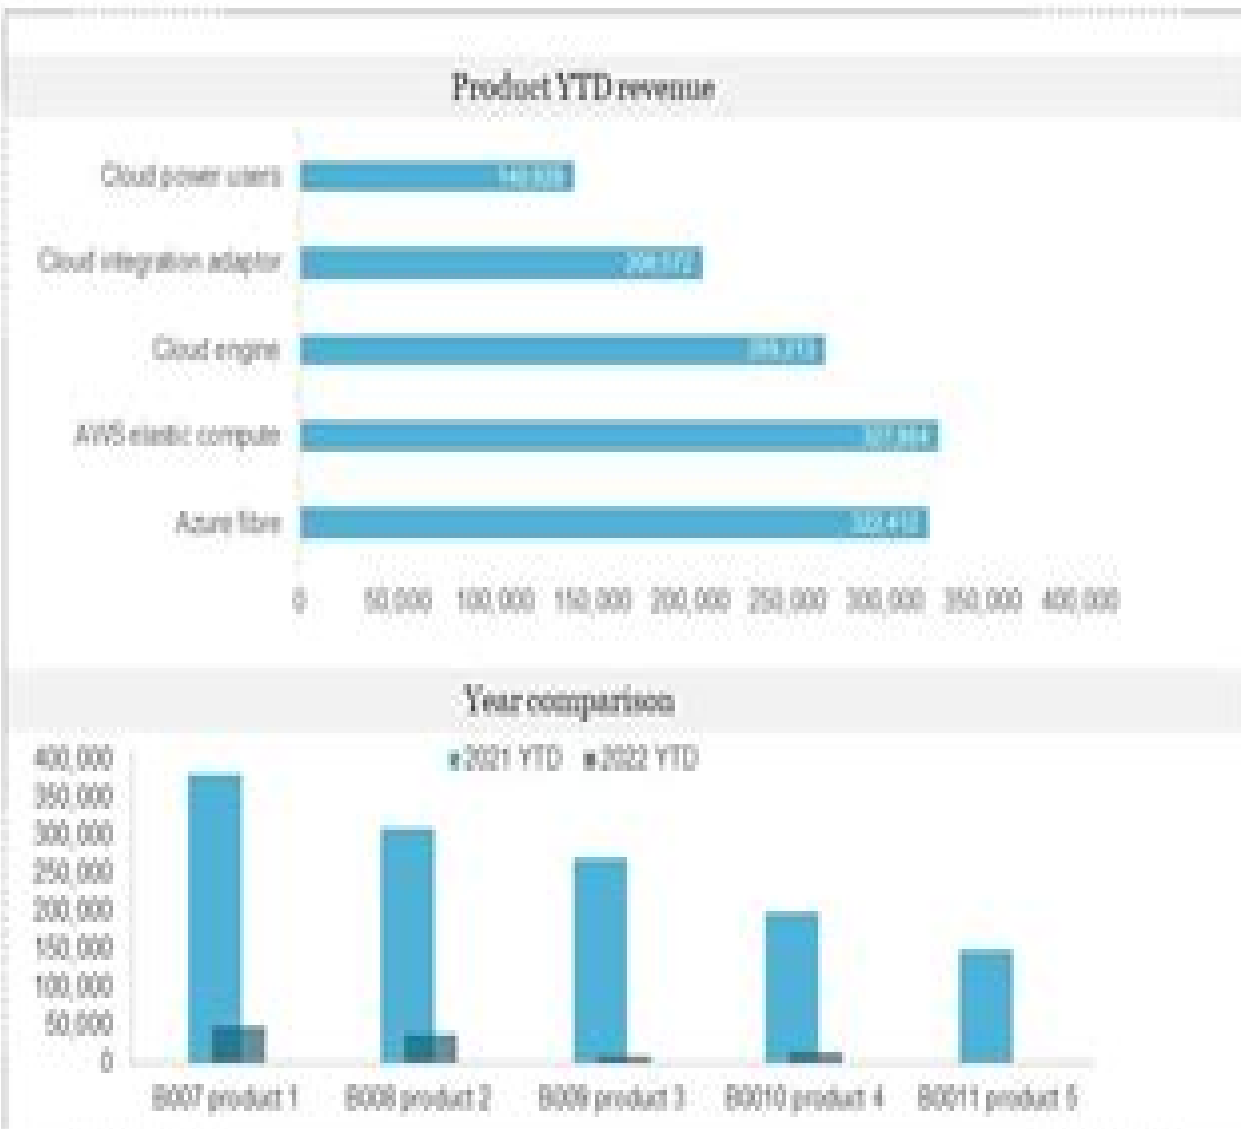 Product YTD revenue
Cloud power users
Cloud integration adaptor
Cloud engine
AWS elastic compute
Azure fibre
0 50,000 100,000 150,000 200,000 250,000 300,000 350,000 400,000
Year comparison
2021 YTD 2022 YTD
400,000
350,000
300,000
250,000
200,000
150,000
100,000
50,000
0
B007 product 1 B008 product 2 B009 product 3 B0010 product 4 B0011 product 5